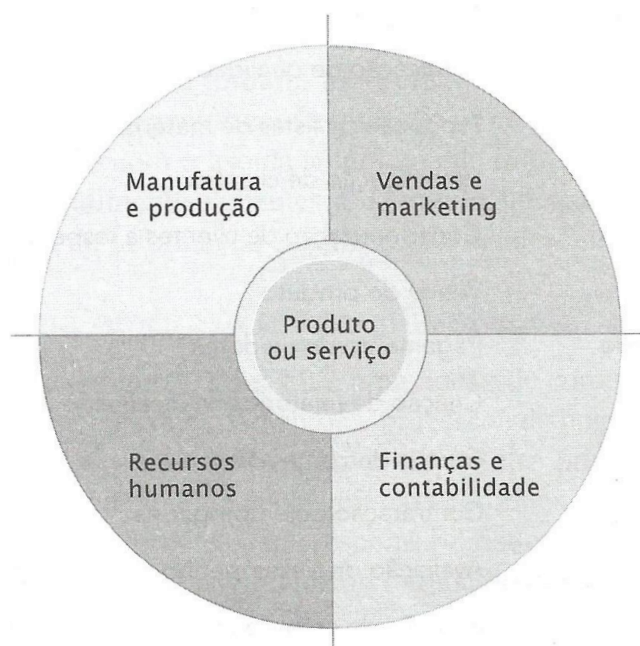 Manufatura
e produção
Vendas e
marketing
Produto
ou serviço
Recursos
humanos
Finanças e
contabilidade